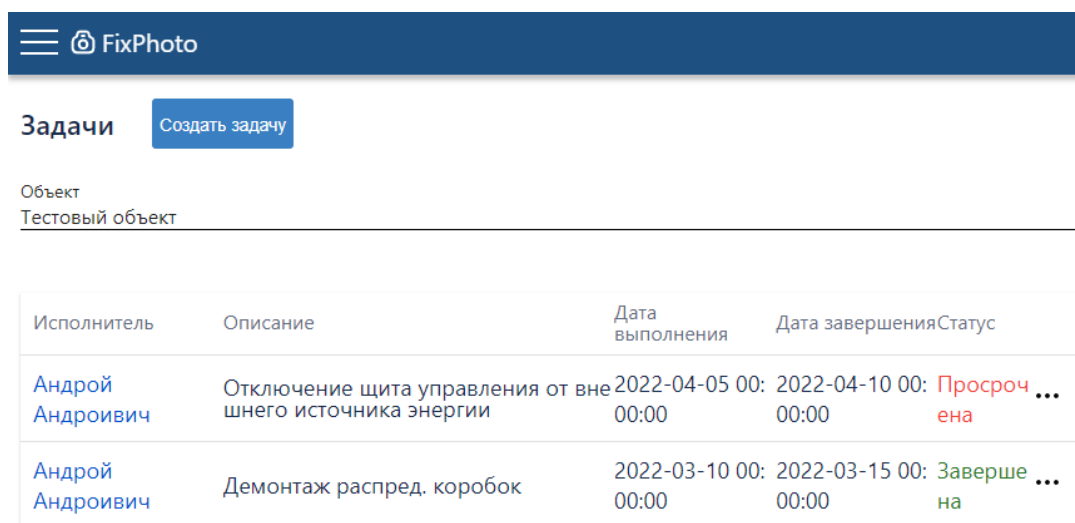 FixPhoto
Задачи
Создать задачу
Объект
Тестовый объект
Исполнитель
Описание
Дата
выполнения
Дата завершения
Статус
Андрой
Андроивич
Отключение щита управления от вне
шнего источника энергии
2022-04-05 00:
00:00
2022-04-10 00:
00:00
Просроч
ена
...
Андрой
Андроивич
Демонтаж распред. коробок
2022-03-10 00:
00:00
2022-03-15 00:
00:00
Заверше
на
...